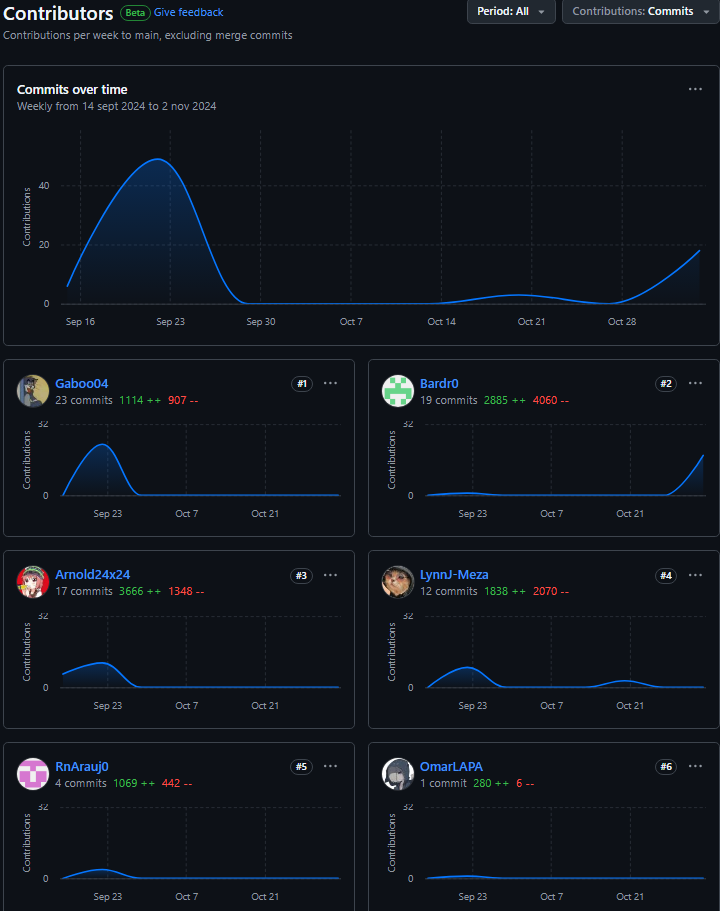 Contributors Beta Give feedback
Period: All
Contributions: Commits
Contributions per week to main, excluding merge commits
Commits over time
Weekly from 14 sept 2024 to 2 nov 2024
Contributions
40
20
0
Sep 16 Sep 23 Sep 30 Oct 7 Oct 14 Oct 21 Oct 28
Gaboo04 #1
23 commits 1114 ++ 907 --
32
Contributions
0
Sep 23 Oct 7 Oct 21
Bardr0 #2
19 commits 2885 ++ 4060 --
32
Contributions
0
Sep 23 Oct 7 Oct 21
Arnold24x24 #3
17 commits 3666 ++ 1348 --
32
Contributions
0
Sep 23 Oct 7 Oct 21
LynnJ-Meza #4
12 commits 1838 ++ 2070 --
32
Contributions
0
Sep 23 Oct 7 Oct 21
RnArauj0 #5
4 commits 1069 ++ 442 --
32
Contributions
0
Sep 23 Oct 7 Oct 21
OmarLAPA #6
1 commit 280 ++ 6 --
32
Contributions
0
Sep 23 Oct 7 Oct 21